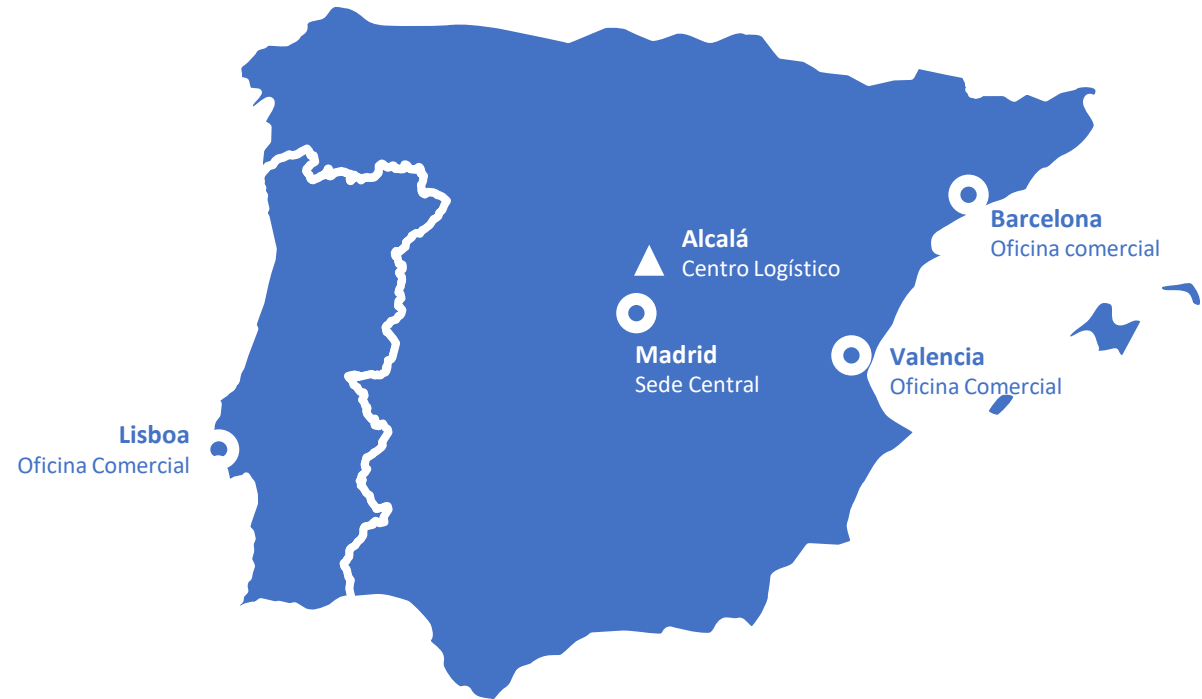 Alcalá
Centro Logístico
Barcelona
Oficina comercial
Madrid
Sede Central
Valencia
Oficina Comercial
Lisboa
Oficina Comercial